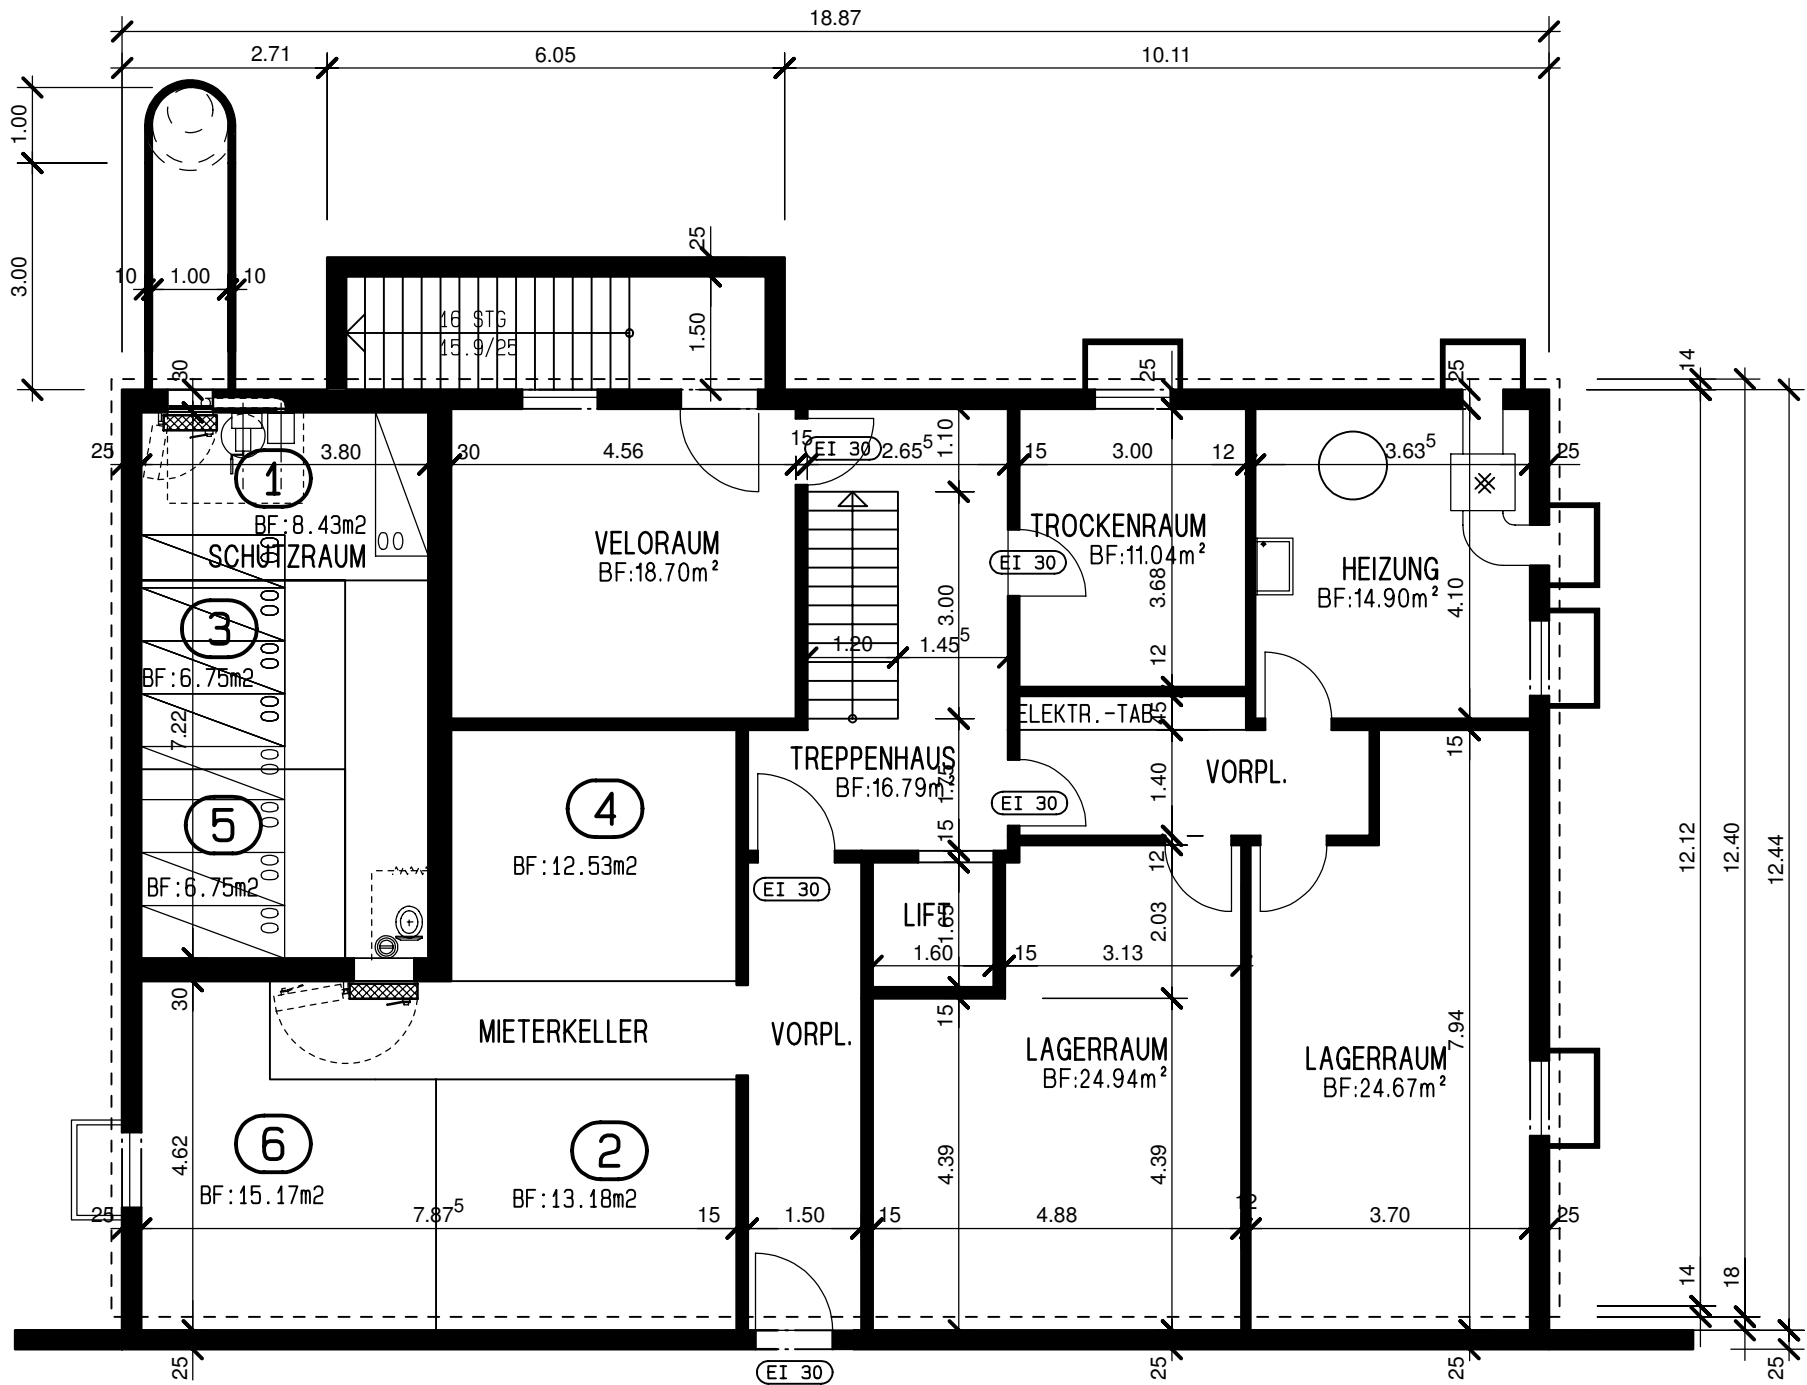 18.87
2.71
6.05
10.11
1.00
3.00
10
1.00
10
25
16 STG
15.9/25
1.50
30
25
25
14
25
3.80
30
4.56
15
EI 30
2.65⁵
1.10
15
3.00
12
3.63⁵
25
1
BF:8.43m2
SCHUTZRAUM
VELORAUM
BF:18.70m²
TROCKENRAUM
BF:11.04m²
EI 30
3.68
HEIZUNG
BF:14.90m²
4.10
3
BF:6.75m2
3.00
1.20
1.45⁵
12
7.22
ELEKTR.-TAB
45
15
TREPPENHAUS
BF:16.79m²
1.75
VORPL.
1.40
EI 30
4
BF:12.53m2
5
BF:6.75m2
15
12
EI 30
12.12
12.40
12.44
LIFT
1.65
1.60
15
3.13
2.03
30
15
MIETERKELLER
VORPL.
LAGERRAUM
BF:24.94m²
LAGERRAUM
BF:24.67m²
7.94
6
BF:15.17m2
4.62
2
BF:13.18m2
4.39
4.39
25
7.87⁵
15
1.50
15
4.88
12
3.70
25
14
18
EI 30
25
25
25
25